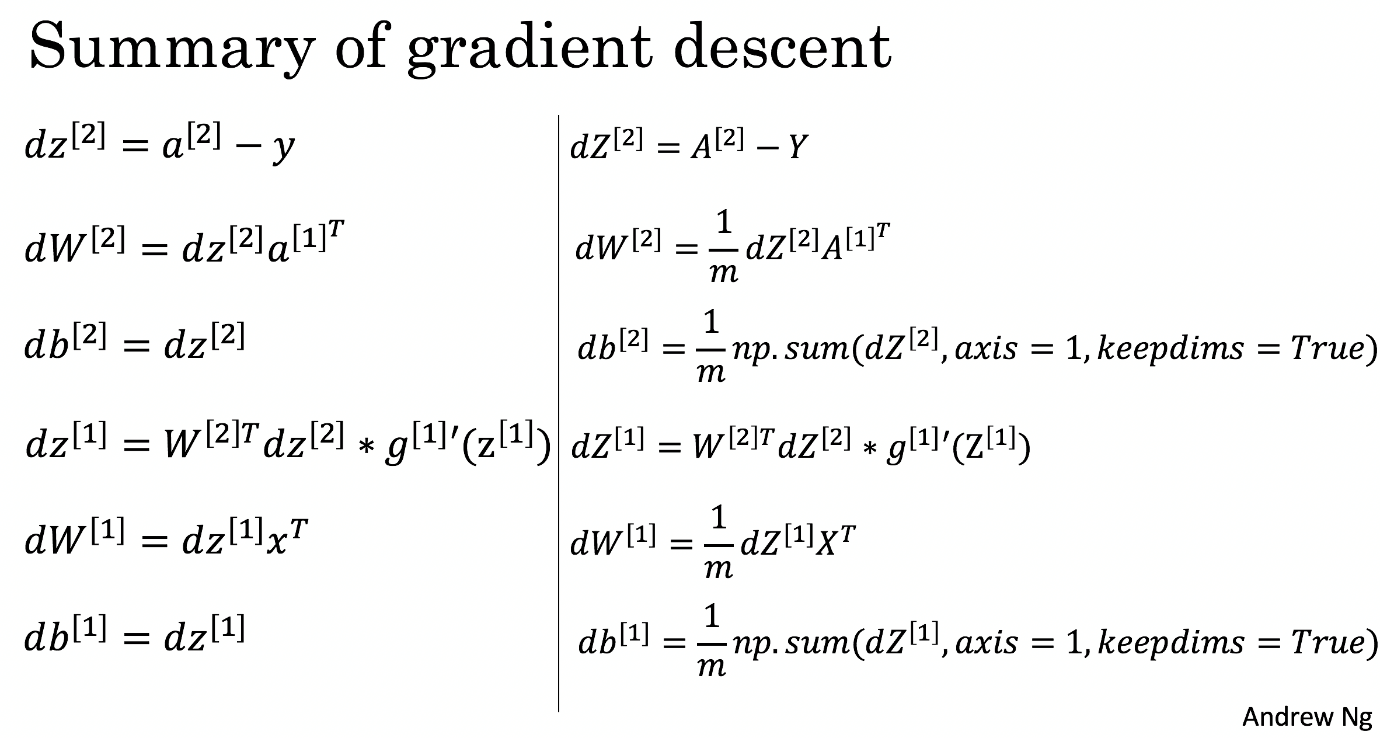 Summary of gradient descent
dz^[2] = a^[2] − y
dW^[2] = dz^[2]a^[1]^T
db^[2] = dz^[2]
dz^[1] = W^[2]T dz^[2] ∗ g^[1]′(z^[1])
dW^[1] = dz^[1]x^T
db^[1] = dz^[1]
dZ^[2] = A^[2] − Y
dW^[2] = 1/m dZ^[2]A^[1]^T
db^[2] = 1/m np.sum(dZ^[2], axis = 1, keepdims = True)
dZ^[1] = W^[2]T dZ^[2] ∗ g^[1]′(Z^[1])
dW^[1] = 1/m dZ^[1]X^T
db^[1] = 1/m np.sum(dZ^[1], axis = 1, keepdims = True)
Andrew Ng